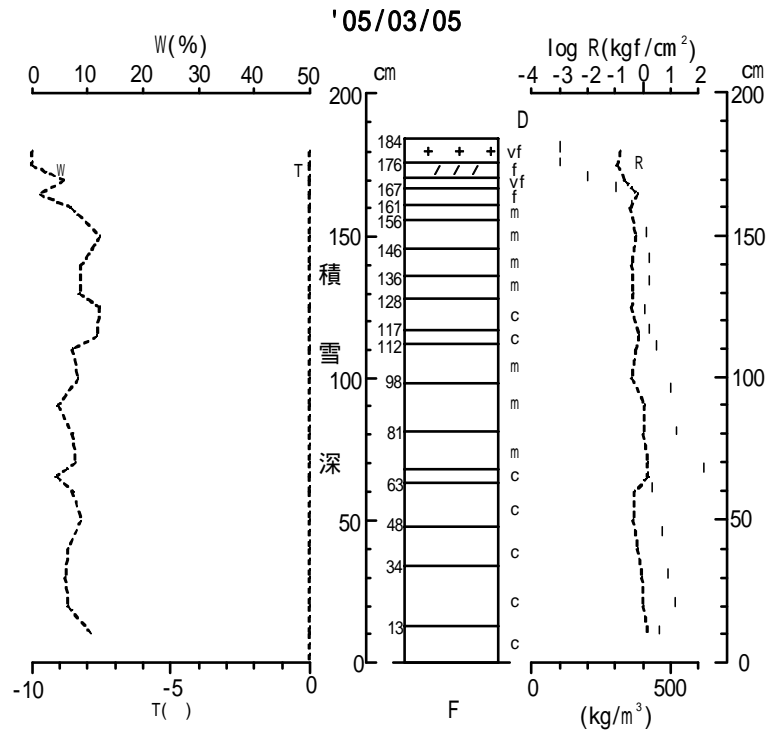 '05/03/05
W(%)
log R(kgf/cm²)
0 10 20 30 40 50
cm
-4 -3 -2 -1 0 1 2
cm
200
200
D
184
vf
W
T
176
f
R
vf
167
f
161
m
156
150
m
150
146
m
積
136
m
128
c
117
c
雪
112
m
100
98
100
m
81
深
m
c
63
50
c
50
48
c
34
c
13
c
0
0
-10 -5 0
0 500
T( )
F
(kg/m³)